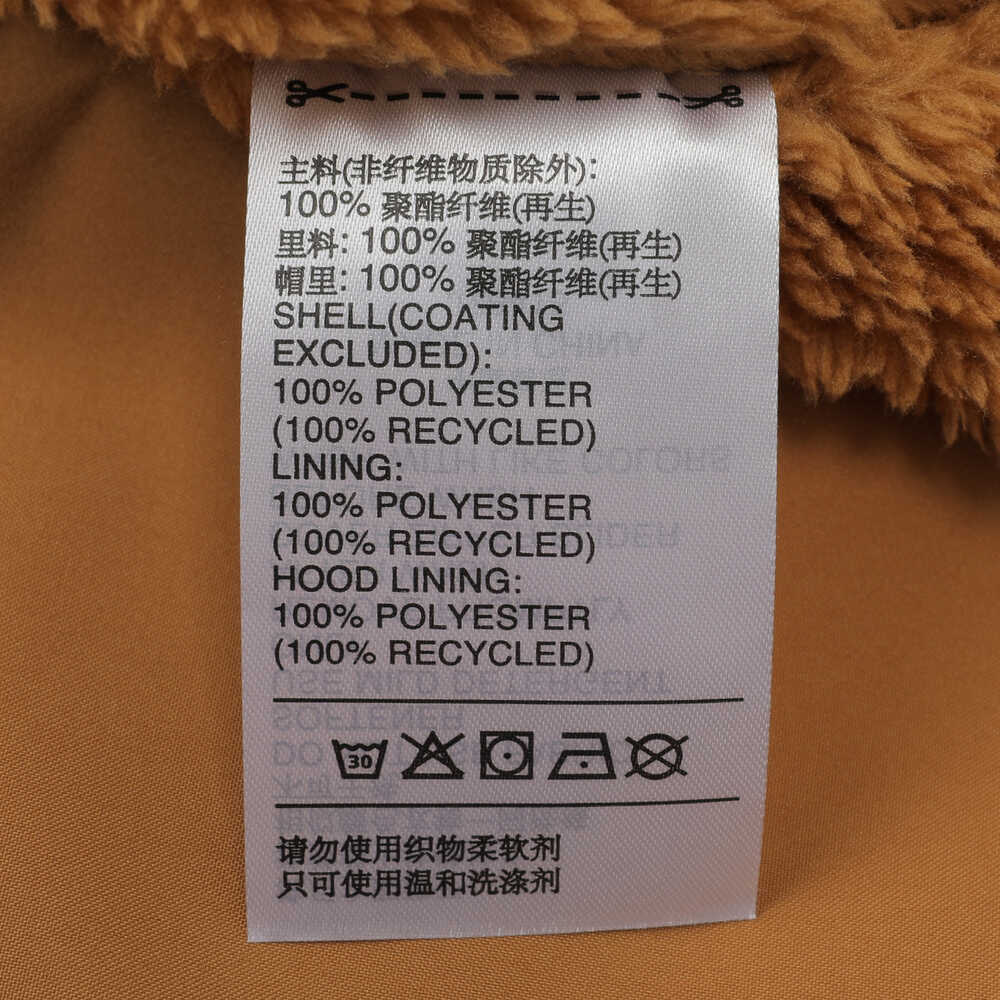 主料(非纤维物质除外):
100% 聚酯纤维(再生)
里料: 100% 聚酯纤维(再生)
帽里: 100% 聚酯纤维(再生)
SHELL(COATING
EXCLUDED):
100% POLYESTER
(100% RECYCLED)
LINING:
100% POLYESTER
(100% RECYCLED)
HOOD LINING:
100% POLYESTER
(100% RECYCLED)
30
请勿使用织物柔软剂
只可使用温和洗涤剂